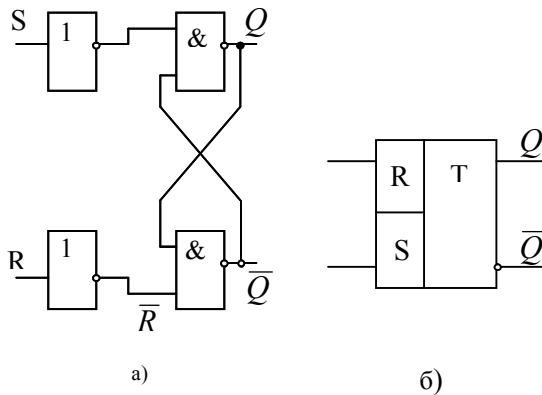 S 1 & Q
R 1 & Q̅
R̅
R T Q
S Q̅
а) б)